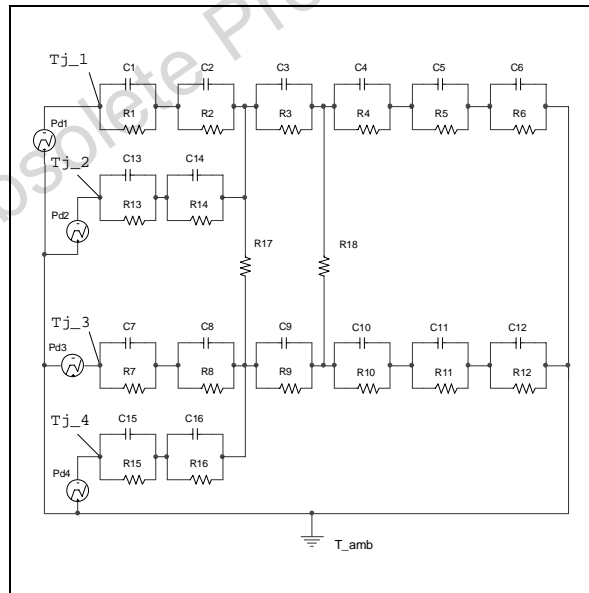 Tj_1
C1 C2 C3 C4 C5 C6
R1 R2 R3 R4 R5 R6
Pd1
Tj_2
C13 C14
R13 R14
Pd2
R17 R18
Tj_3
C7 C8 C9 C10 C11 C12
Pd3
R7 R8 R9 R10 R11 R12
Tj_4
C15 C16
R15 R16
Pd4
T_amb